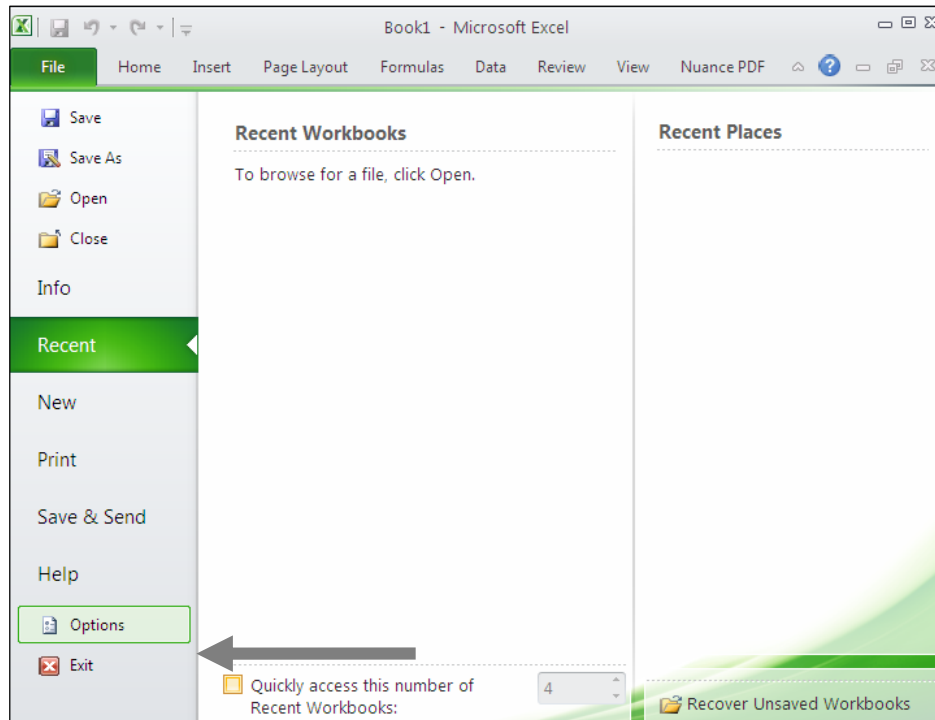 Book1 - Microsoft Excel
File Home Insert Page Layout Formulas Data Review View Nuance PDF
Save
Save As
Open
Close
Info
Recent
New
Print
Save & Send
Help
Options
Exit
Recent Workbooks
To browse for a file, click Open.
Quickly access this number of
Recent Workbooks:
4
Recent Places
Recover Unsaved Workbooks